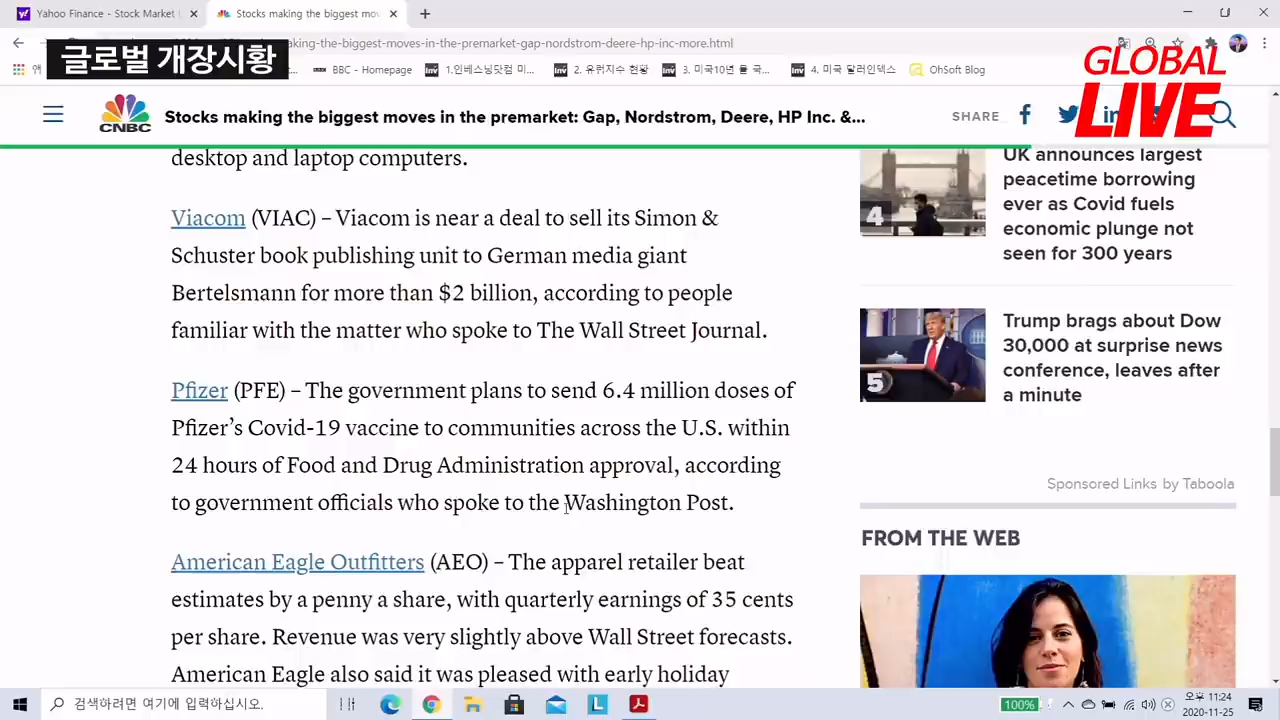 Yahoo Finance - Stock Market
Stocks making the biggest mov
aking-the-biggest-moves-in-the-premarket-gap-nordstrom-deere-hp-inc-more.html
글로벌 개장시황
BBC - Homepage
1.인베스닝닷컴 미...
2. 유럽지수 현황
3. 미국10년 물 국...
4. 미국 달러인덱스
OhSoft Blog
GLOBAL
LIVE
CNBC
Stocks making the biggest moves in the premarket: Gap, Nordstrom, Deere, HP Inc. &...
SHARE
desktop and laptop computers.
Viacom (VIAC) – Viacom is near a deal to sell its Simon &
Schuster book publishing unit to German media giant
Bertelsmann for more than $2 billion, according to people
familiar with the matter who spoke to The Wall Street Journal.
Pfizer (PFE) – The government plans to send 6.4 million doses of
Pfizer’s Covid-19 vaccine to communities across the U.S. within
24 hours of Food and Drug Administration approval, according
to government officials who spoke to the Washington Post.
American Eagle Outfitters (AEO) – The apparel retailer beat
estimates by a penny a share, with quarterly earnings of 35 cents
per share. Revenue was very slightly above Wall Street forecasts.
American Eagle also said it was pleased with early holiday
4
UK announces largest
peacetime borrowing
ever as Covid fuels
economic plunge not
seen for 300 years
5
Trump brags about Dow
30,000 at surprise news
conference, leaves after
a minute
Sponsored Links by Taboola
FROM THE WEB
검색하려면 여기에 입력하십시오.
100%
오후 11:24
2020-11-25